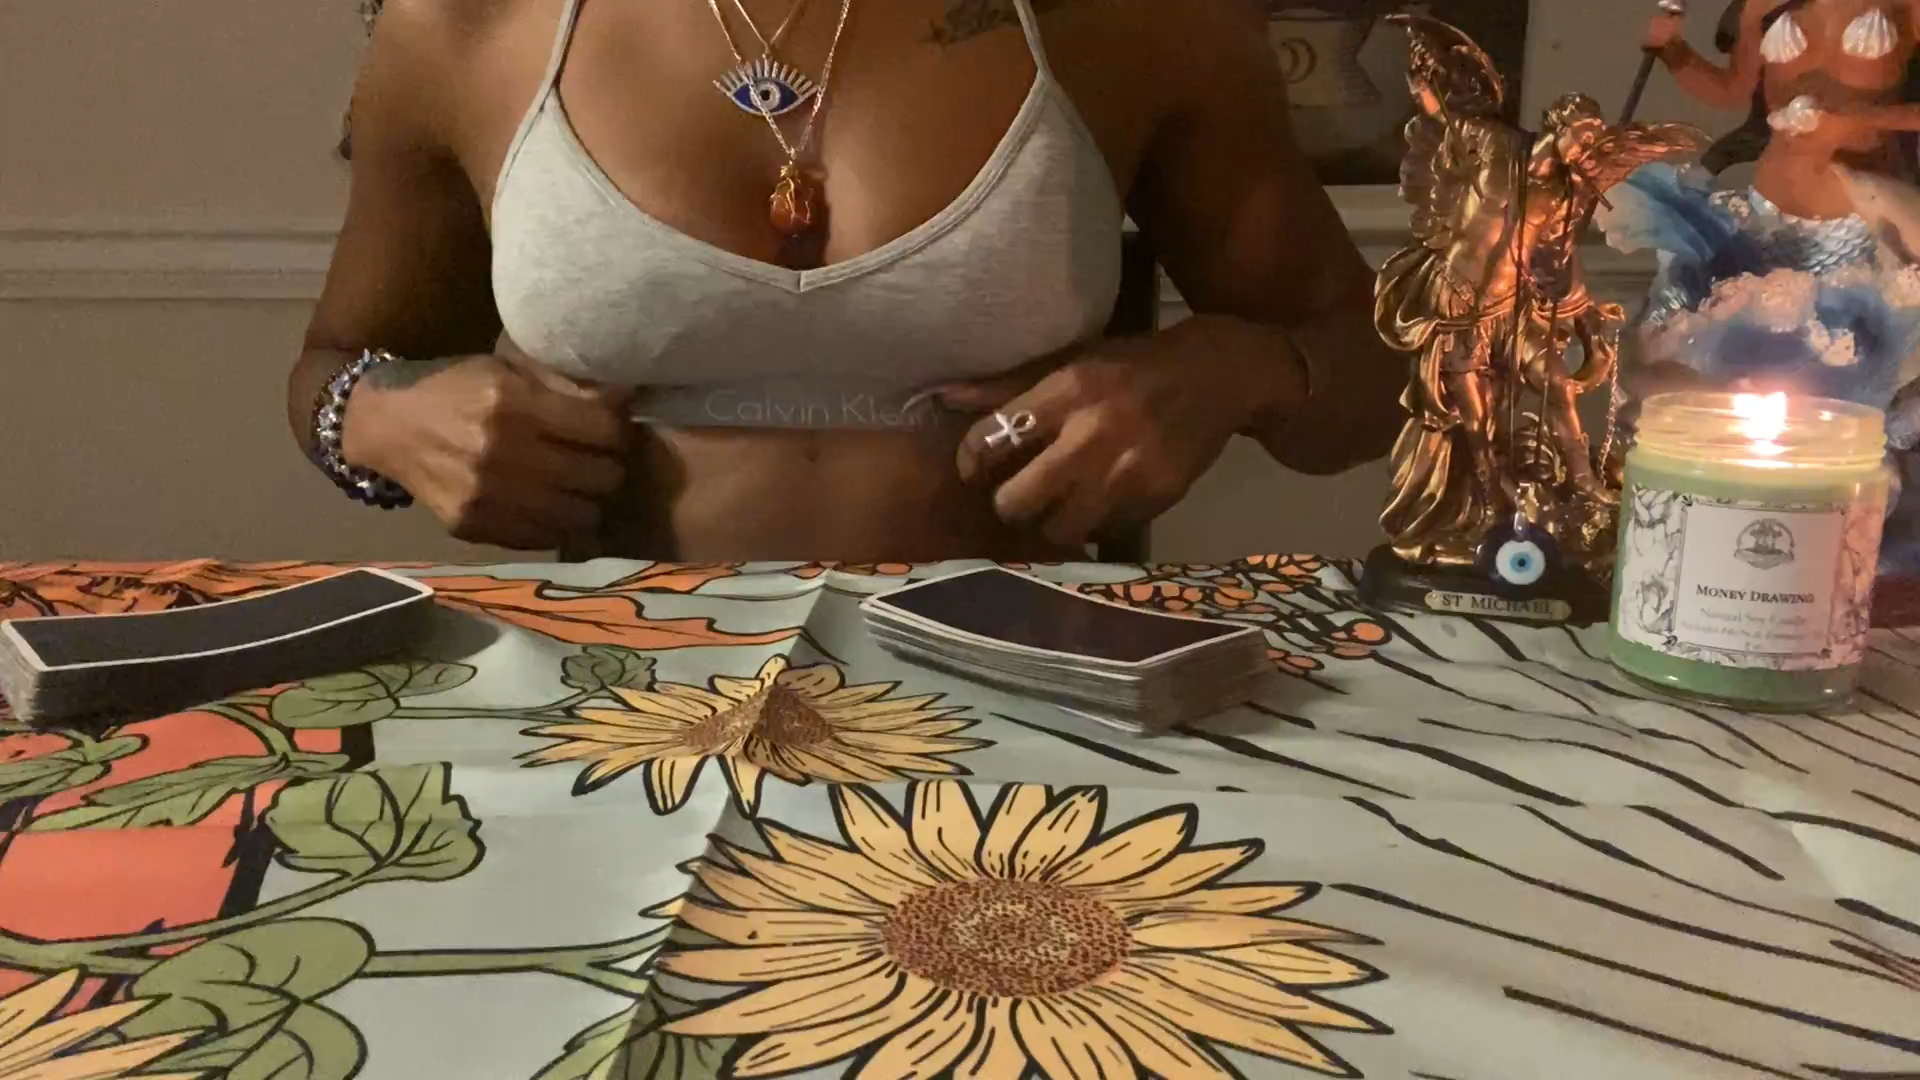 Calvin Klein
ST MICHAEL
MONEY DRAWING
Natural Soy Candle